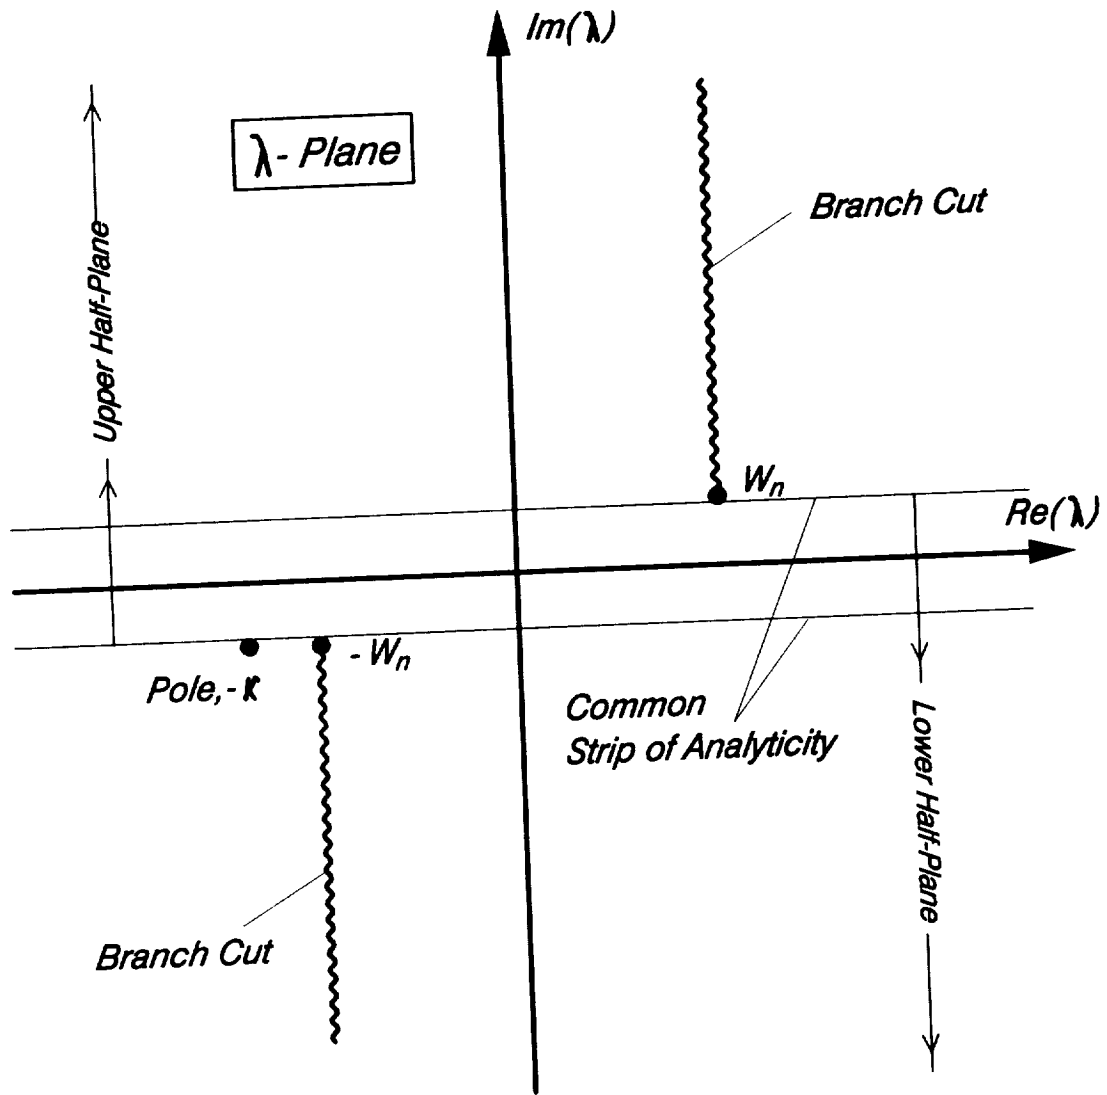 Im(λ)
λ- Plane
Branch Cut
Upper Half-Plane
Wn
Re(λ)
- Wn
Pole,-κ
Common
Strip of Analyticity
Lower Half-Plane
Branch Cut